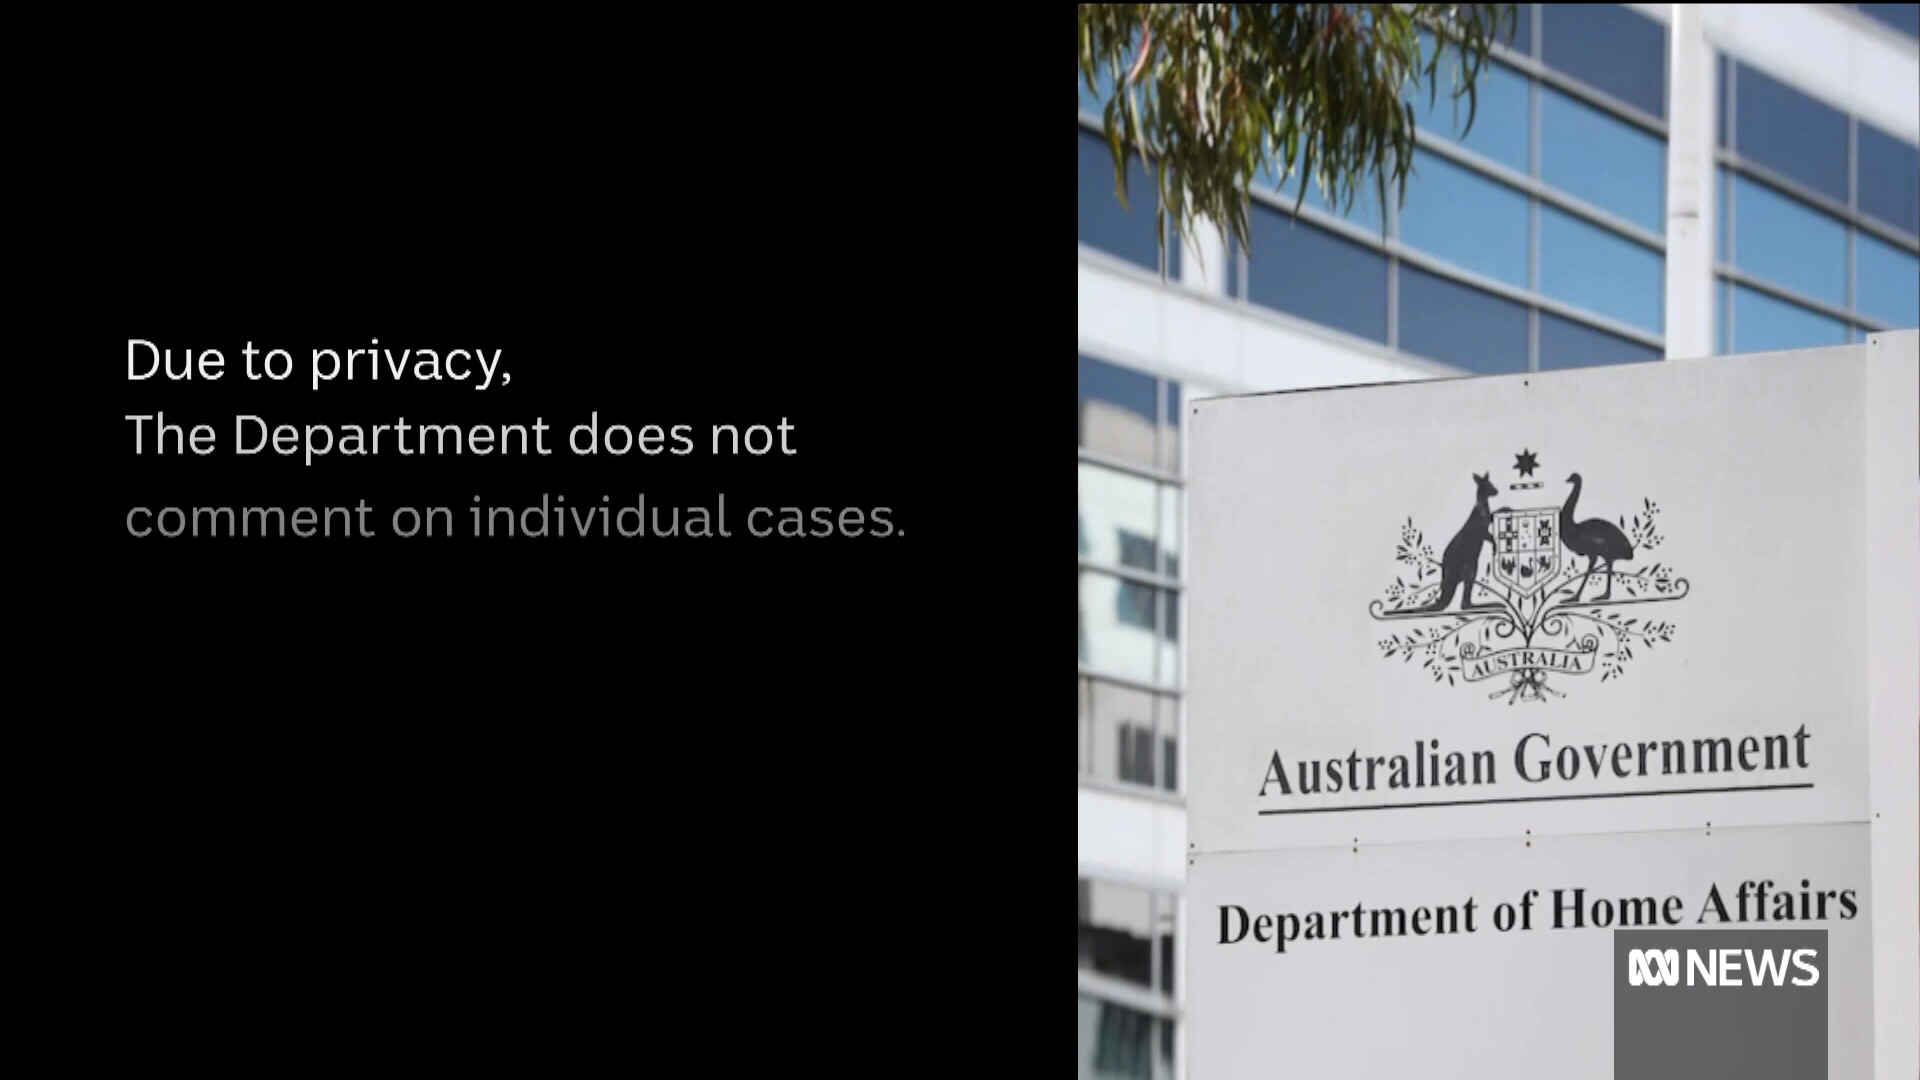 Due to privacy,
The Department does not
comment on individual cases.
AUSTRALIA
Australian Government
Department of Home Affairs
NEWS